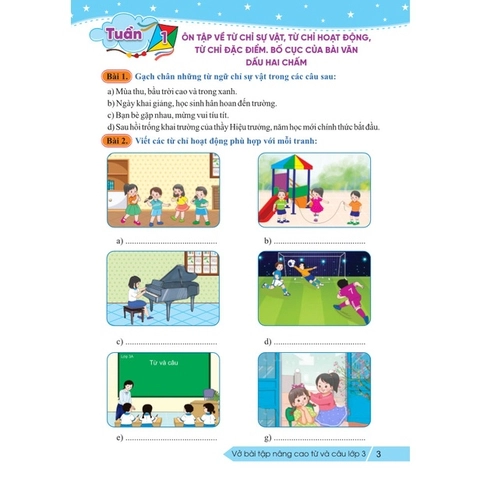 Tuần 1
ÔN TẬP VỀ TỪ CHỈ SỰ VẬT, TỪ CHỈ HOẠT ĐỘNG,
TỪ CHỈ ĐẶC ĐIỂM. BỐ CỤC CỦA BÀI VĂN
DẤU HAI CHẤM
Bài 1. Gạch chân những từ ngữ chỉ sự vật trong các câu sau:
a) Mùa thu, bầu trời cao và trong xanh.
b) Ngày khai giảng, học sinh hân hoan đến trường.
c) Bạn bè gặp nhau, mừng vui tíu tít.
d) Sau hồi trống khai trường của thầy Hiệu trưởng, năm học mới chính thức bắt đầu.
Bài 2. Viết các từ chỉ hoạt động phù hợp với mỗi tranh:
a) ................................
b) ................................
c) ................................
d) ................................
Lớp 3A
Từ và câu
e) ................................
g) ................................
Vở bài tập nâng cao từ và câu lớp 3
3